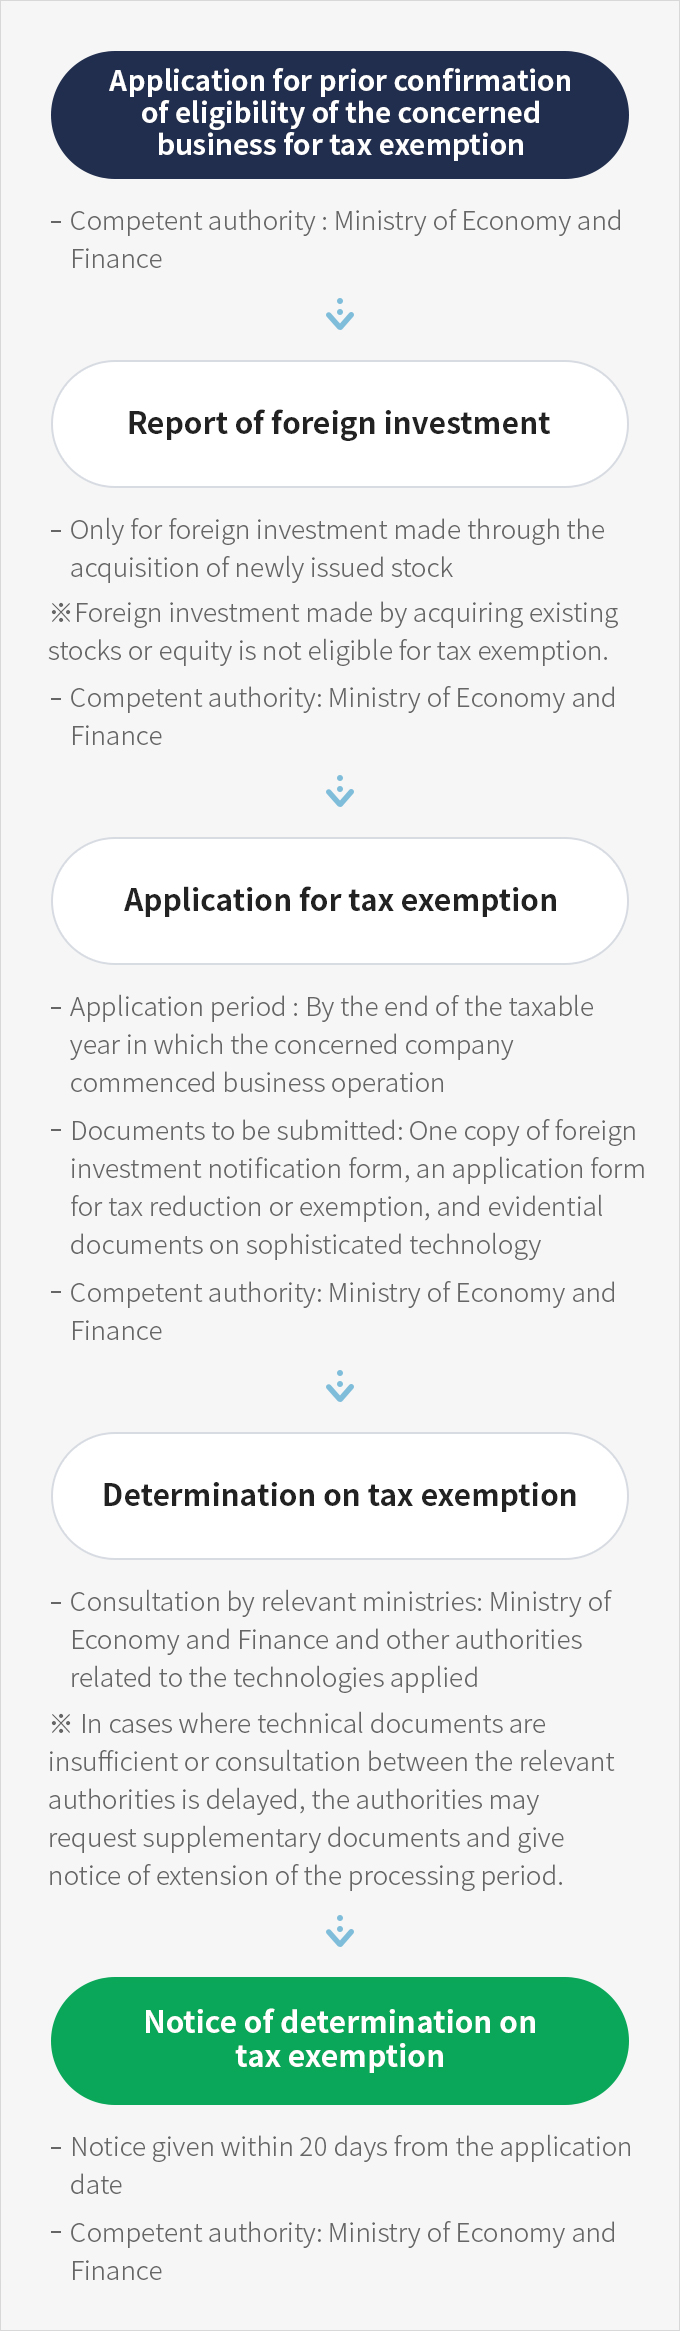 Application for prior confirmation
of eligibility of the concerned
business for tax exemption
- Competent authority : Ministry of Economy and
Finance
Report of foreign investment
- Only for foreign investment made through the
acquisition of newly issued stock
※Foreign investment made by acquiring existing
stocks or equity is not eligible for tax exemption.
- Competent authority: Ministry of Economy and
Finance
Application for tax exemption
- Application period : By the end of the taxable
year in which the concerned company
commenced business operation
- Documents to be submitted: One copy of foreign
investment notification form, an application form
for tax reduction or exemption, and evidential
documents on sophisticated technology
- Competent authority: Ministry of Economy and
Finance
Determination on tax exemption
- Consultation by relevant ministries: Ministry of
Economy and Finance and other authorities
related to the technologies applied
※ In cases where technical documents are
insufficient or consultation between the relevant
authorities is delayed, the authorities may
request supplementary documents and give
notice of extension of the processing period.
Notice of determination on
tax exemption
- Notice given within 20 days from the application
date
- Competent authority: Ministry of Economy and
Finance